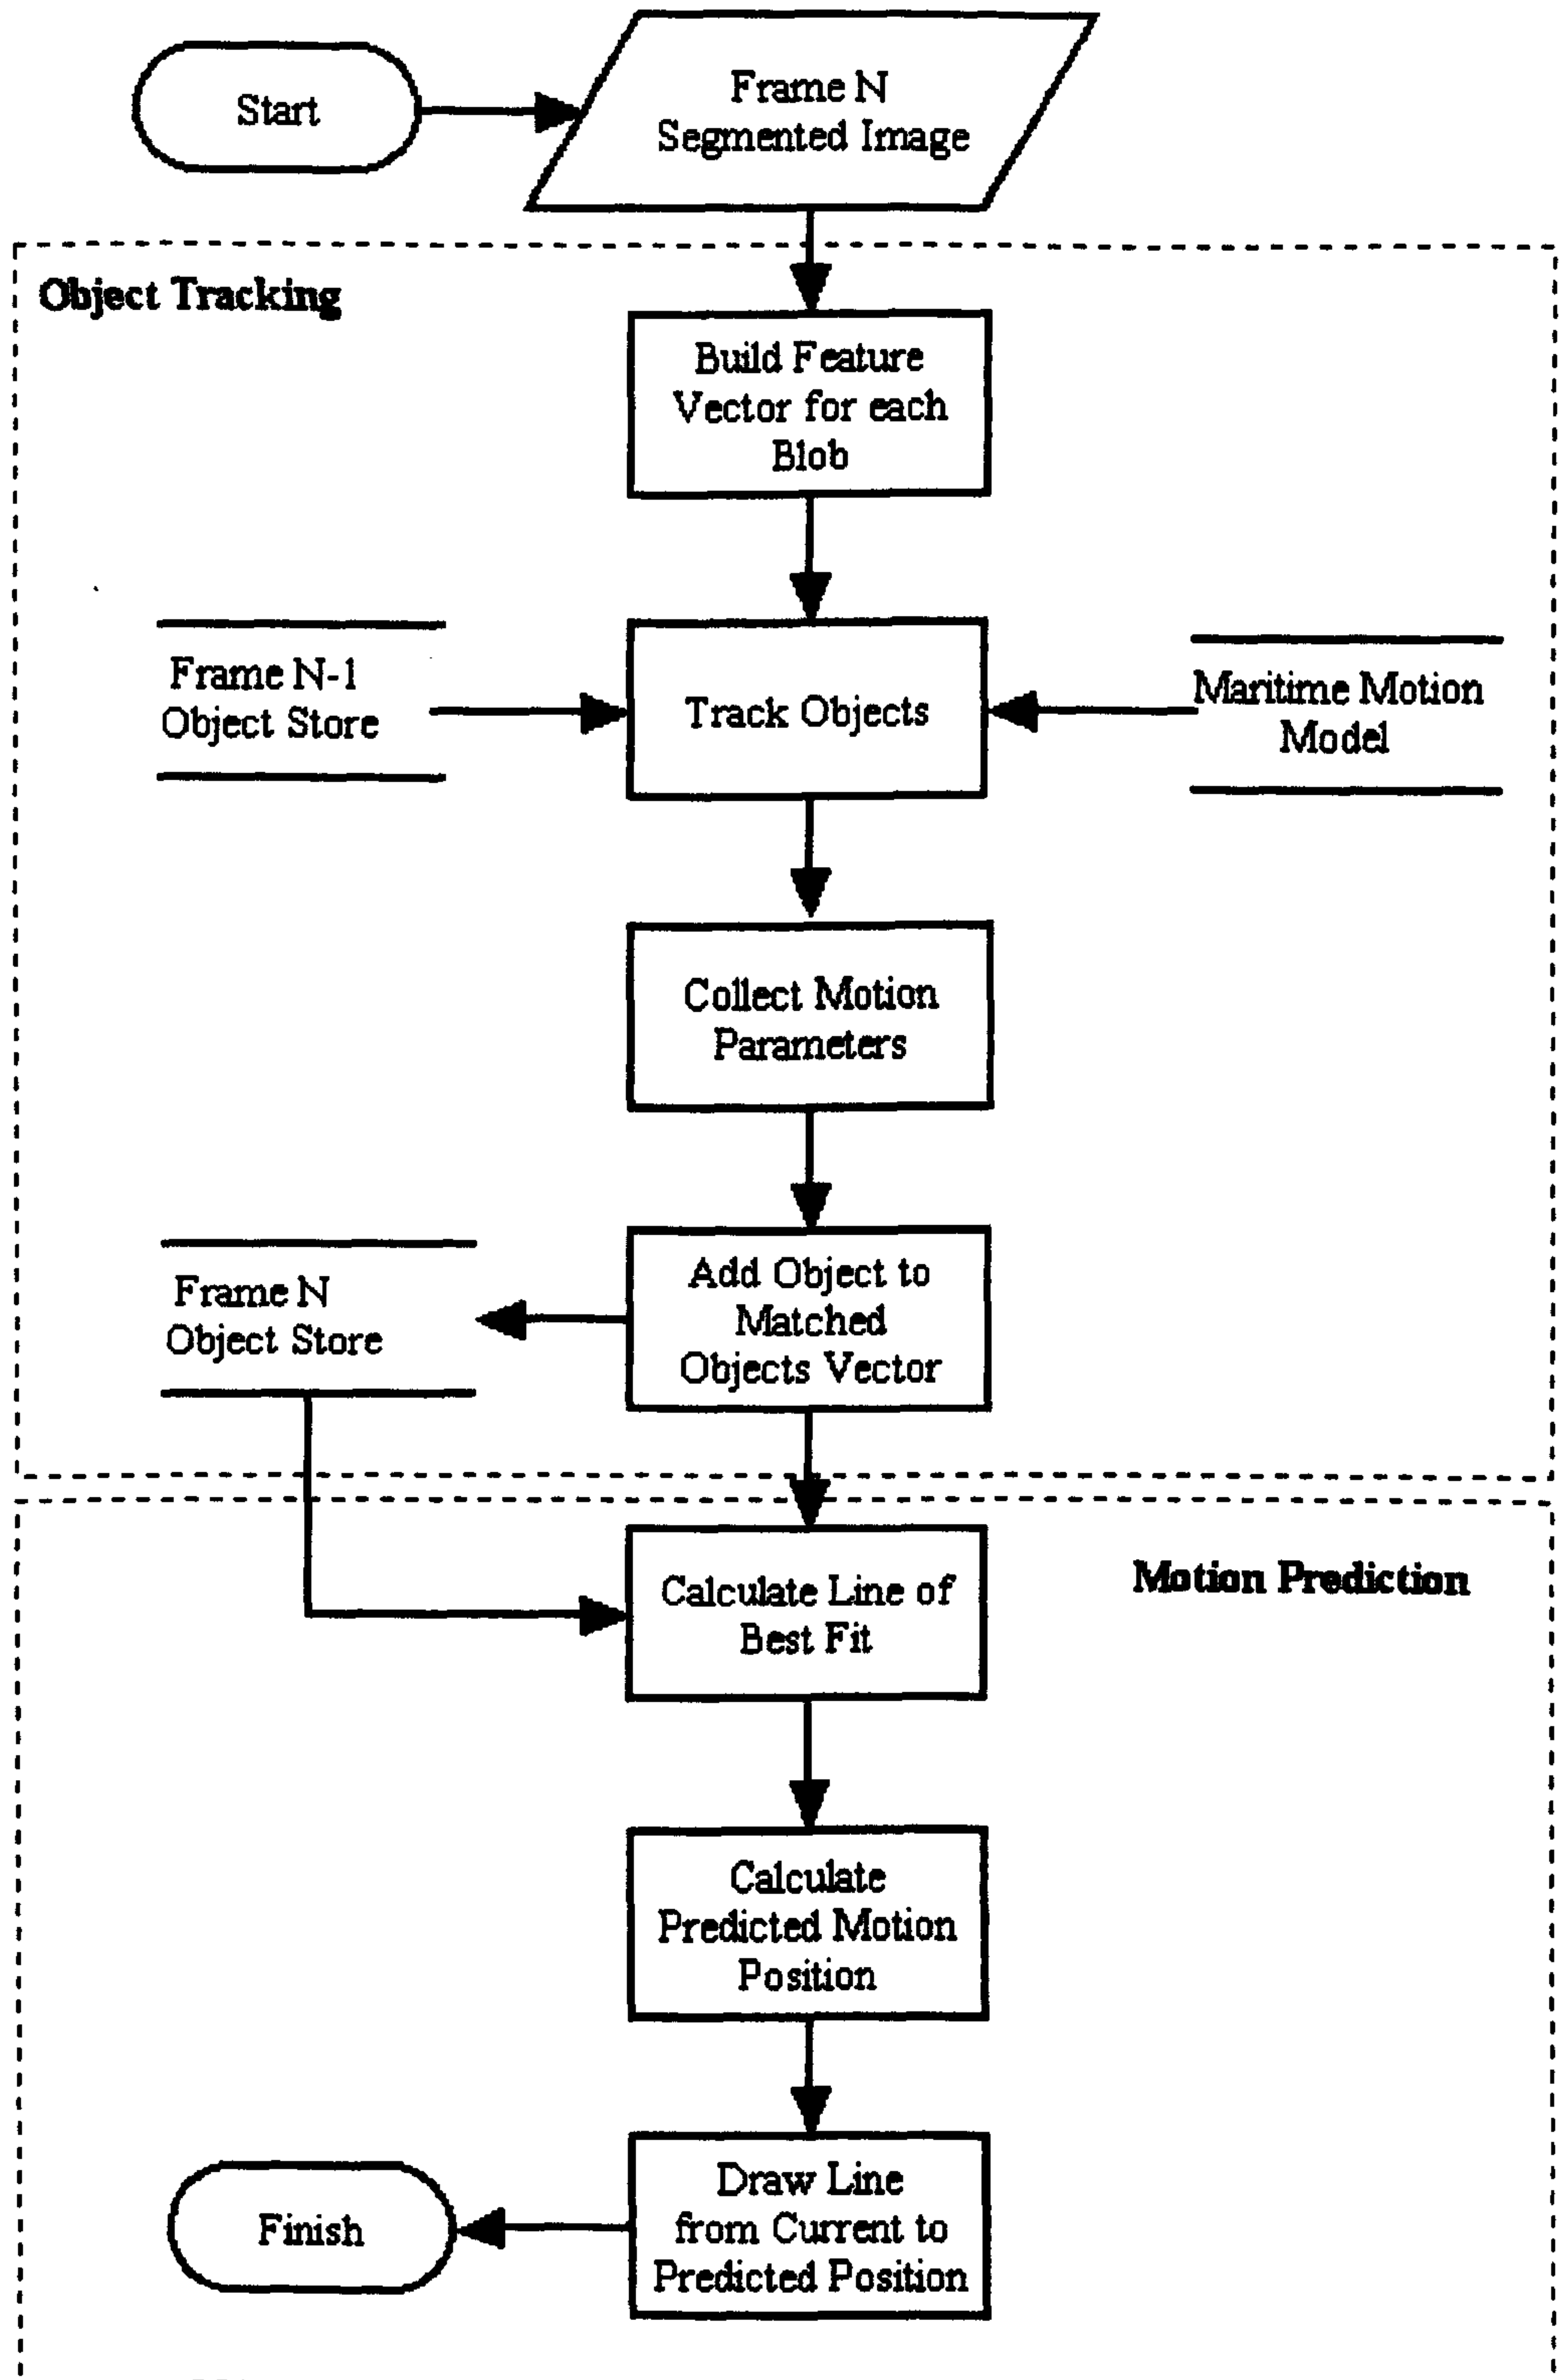 Start
Frame N
Segmented Image
Object Tracking
Build Feature
Vector for each
Blob
Frame N-1
Object Store
Track Objects
Maritime Motion
Model
Collect Motion
Parameters
Frame N
Object Store
Add Object to
Matched
Objects Vector
Motion Prediction
Calculate Line of
Best Fit
Calculate
Predicted Motion
Position
Draw Line
from Current to
Predicted Position
Finish